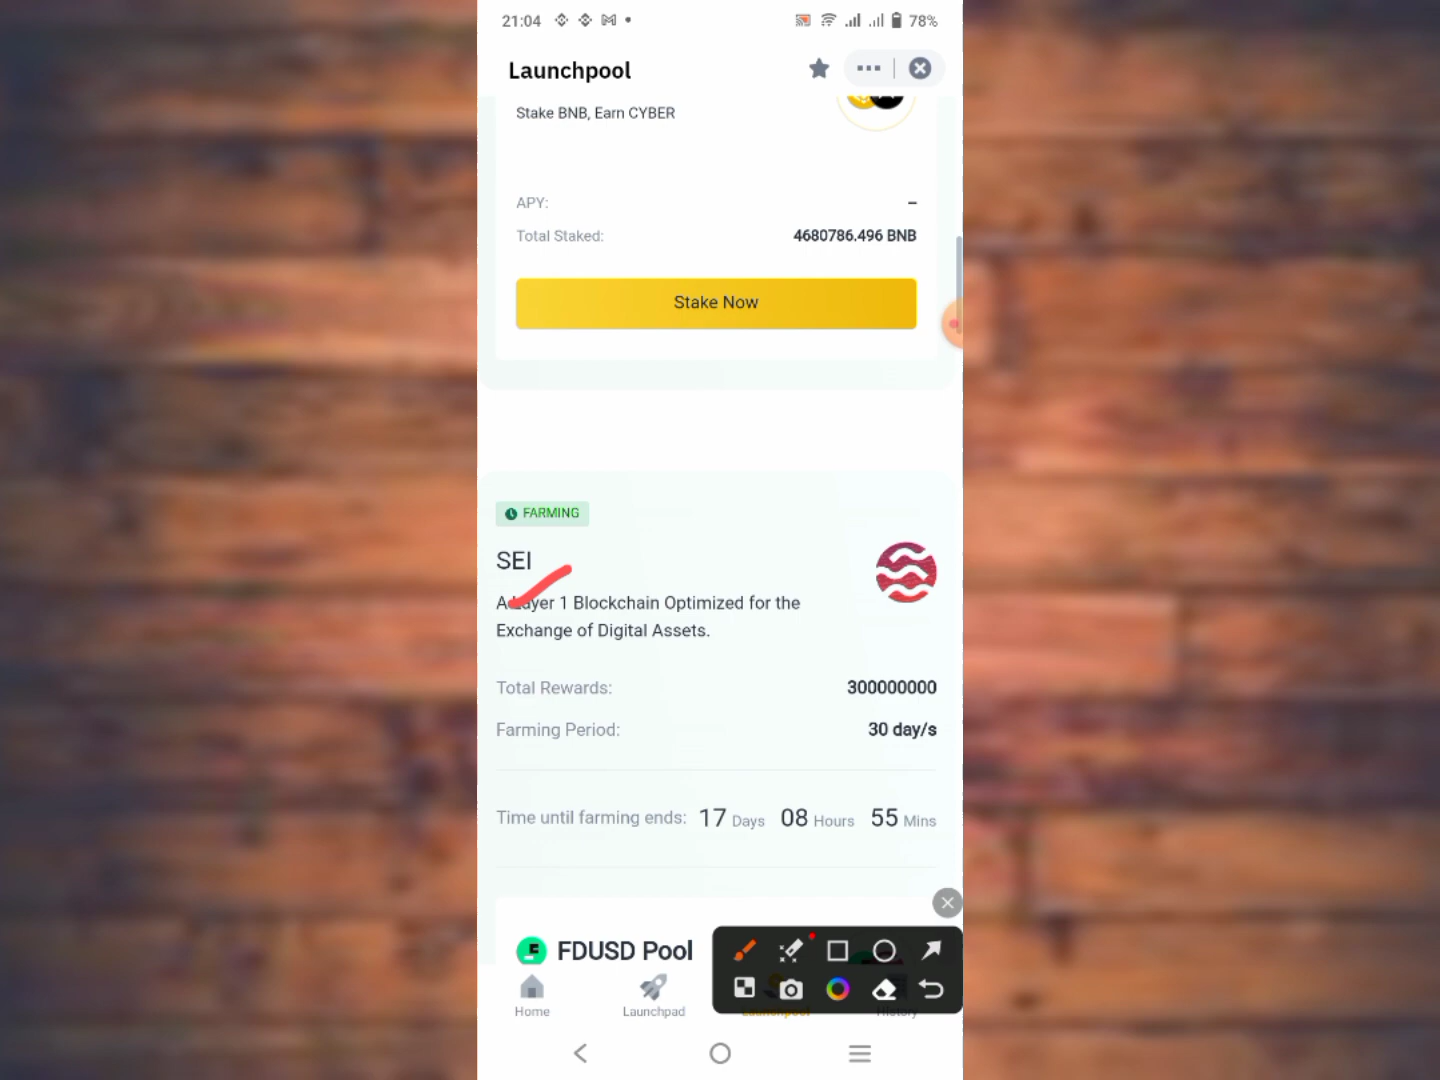 21:04
78%
Launchpool
Stake BNB, Earn CYBER
APY: –
Total Staked: 4680786.496 BNB
Stake Now
FARMING
SEI
A Layer 1 Blockchain Optimized for the
Exchange of Digital Assets.
Total Rewards: 300000000
Farming Period: 30 day/s
Time until farming ends: 17 Days 08 Hours 55 Mins
FDUSD Pool
Home
Launchpad
Launchpool
History